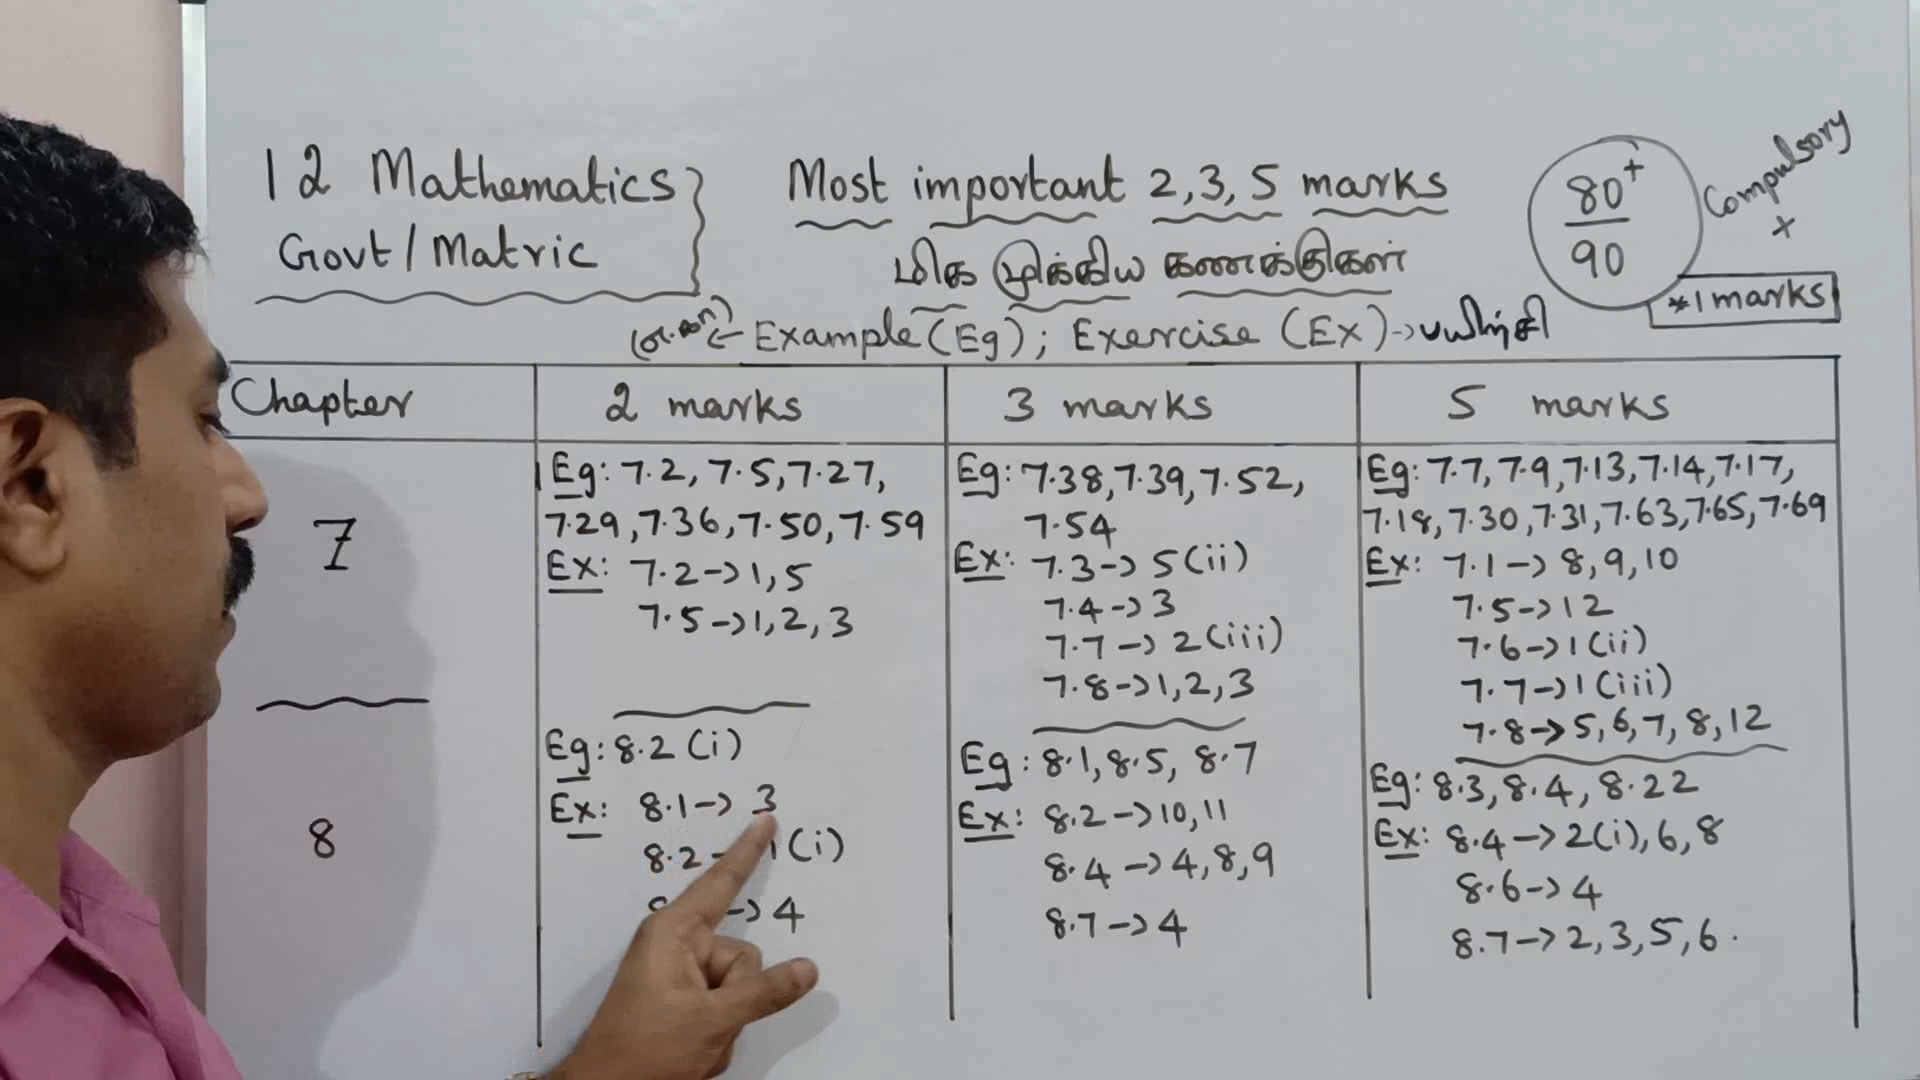 12 Mathematics
Govt/Matric
Most important 2,3,5 marks
மிக முக்கிய கணக்குகள்
80+
90
Compulsory
x
*1 marks
(எ.கா) ← Example (Eg) ; Exercise (Ex) → பயிற்சி
Chapter
2 marks
3 marks
5 marks
7
Eg: 7.2, 7.5, 7.27,
7.29, 7.36, 7.50, 7.59
Ex: 7.2 → 1, 5
7.5 → 1, 2, 3
Eg: 7.38, 7.39, 7.52,
7.54
Ex: 7.3 → 5(ii)
7.4 → 3
7.7 → 2(iii)
7.8 → 1, 2, 3
Eg: 7.7, 7.9, 7.13, 7.14, 7.17,
7.18, 7.30, 7.31, 7.63, 7.65, 7.69
Ex: 7.1 → 8, 9, 10
7.5 → 12
7.6 → 1(ii)
7.7 → 1(iii)
7.8 → 5, 6, 7, 8, 12
8
Eg: 8.2 (i)
Ex: 8.1 → 3
8.2 1(i)
→ 4
Eg: 8.1, 8.5, 8.7
Ex: 8.2 → 10, 11
8.4 → 4, 8, 9
8.7 → 4
Eg: 8.3, 8.4, 8.22
Ex: 8.4 → 2(i), 6, 8
8.6 → 4
8.7 → 2, 3, 5, 6.